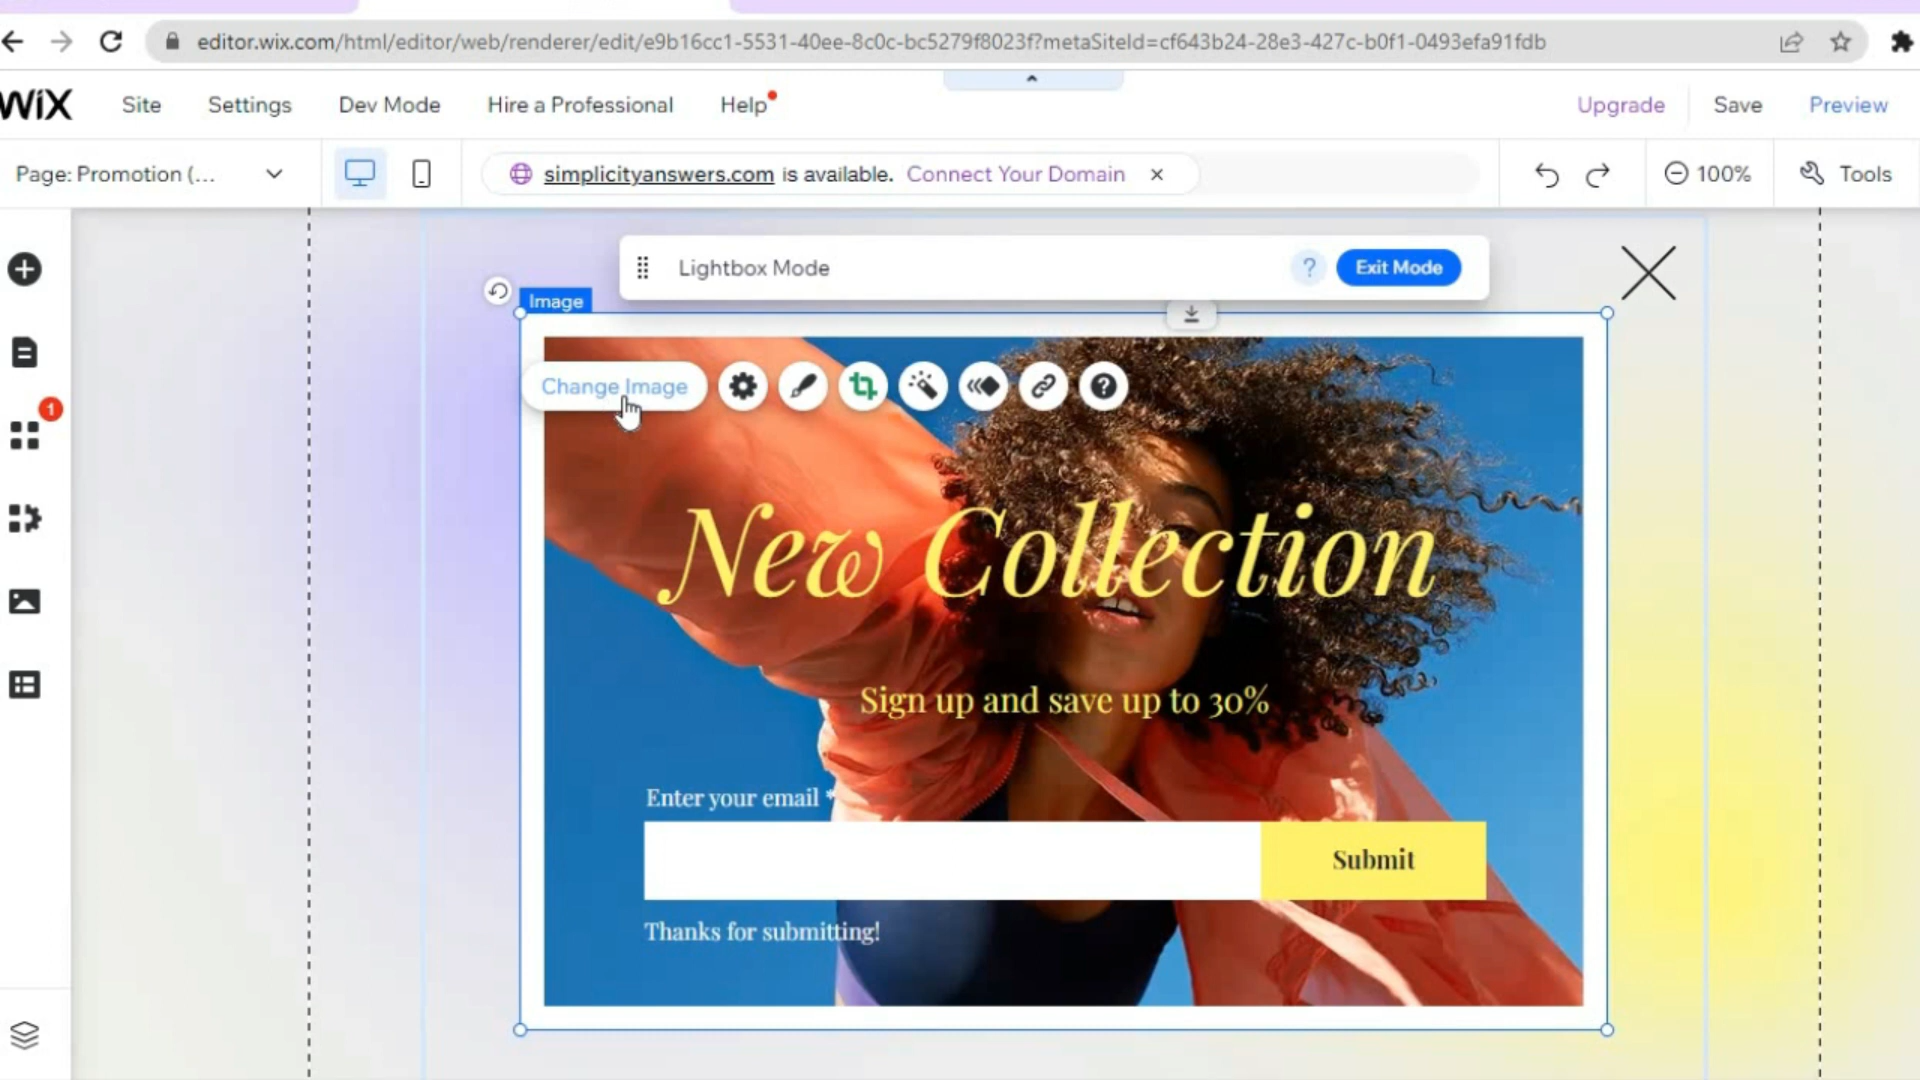 editor.wix.com/html/editor/web/renderer/edit/e9b16cc1-5531-40ee-8c0c-bc5279f8023f?metaSiteId=cf643b24-28e3-427c-b0f1-0493efa91fdb
WiX Site Settings Dev Mode Hire a Professional Help Upgrade Save Preview
Page: Promotion (... simplicityanswers.com is available. Connect Your Domain × 100% Tools
Lightbox Mode ? Exit Mode
Image
1
Change Image ?
New Collection
Sign up and save up to 30%
Enter your email *
Submit
Thanks for submitting!